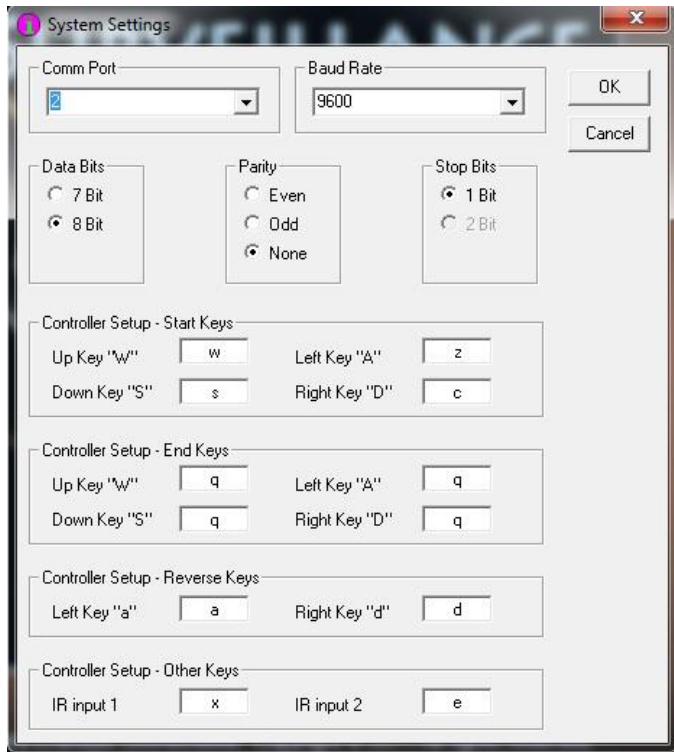 System Settings
Comm Port
Baud Rate
2
9600
OK
Cancel
Data Bits
Parity
Stop Bits
7 Bit
Even
1 Bit
8 Bit
Odd
2 Bit
None
Controller Setup - Start Keys
Up Key "W" w Left Key "A" z
Down Key "S" s Right Key "D" c
Controller Setup - End Keys
Up Key "W" q Left Key "A" q
Down Key "S" q Right Key "D" q
Controller Setup - Reverse Keys
Left Key "a" a Right Key "d" d
Controller Setup - Other Keys
IR input 1 x IR input 2 e